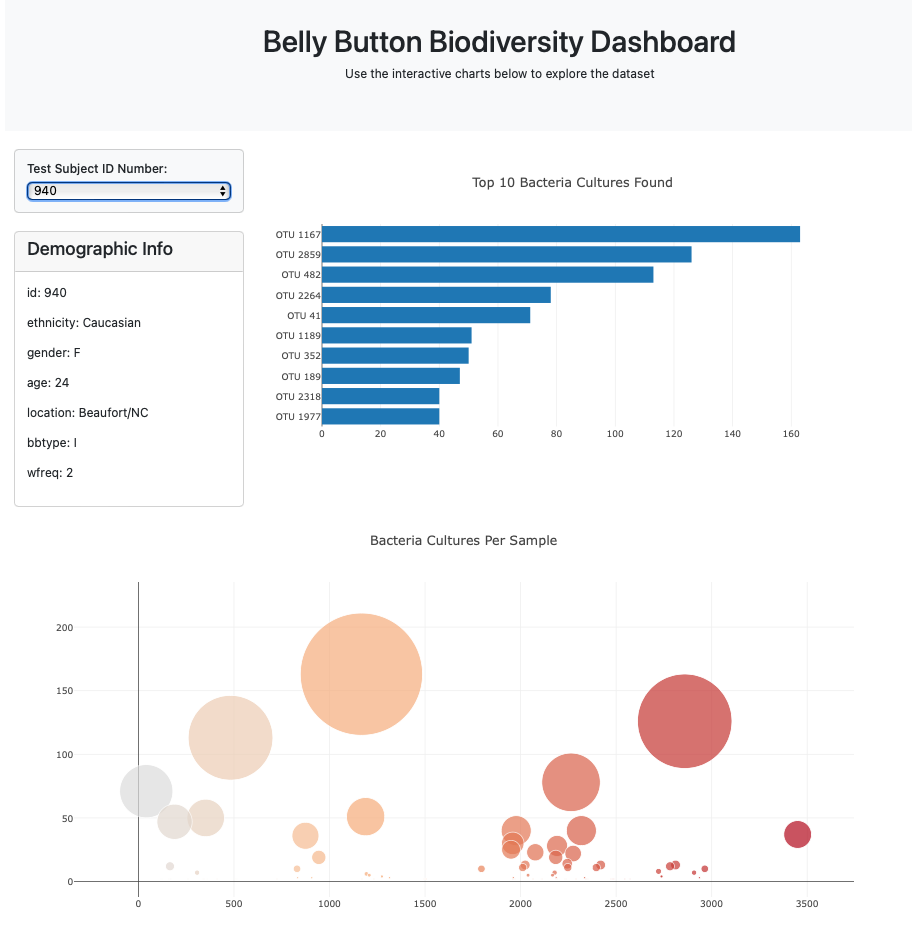 Belly Button Biodiversity Dashboard
Use the interactive charts below to explore the dataset
Test Subject ID Number:
940
Demographic Info
id: 940
ethnicity: Caucasian
gender: F
age: 24
location: Beaufort/NC
bbtype: I
wfreq: 2
Top 10 Bacteria Cultures Found
OTU 1167
OTU 2859
OTU 482
OTU 2264
OTU 41
OTU 1189
OTU 352
OTU 189
OTU 2318
OTU 1977
0 20 40 60 80 100 120 140 160
Bacteria Cultures Per Sample
200
150
100
50
0
0 500 1000 1500 2000 2500 3000 3500